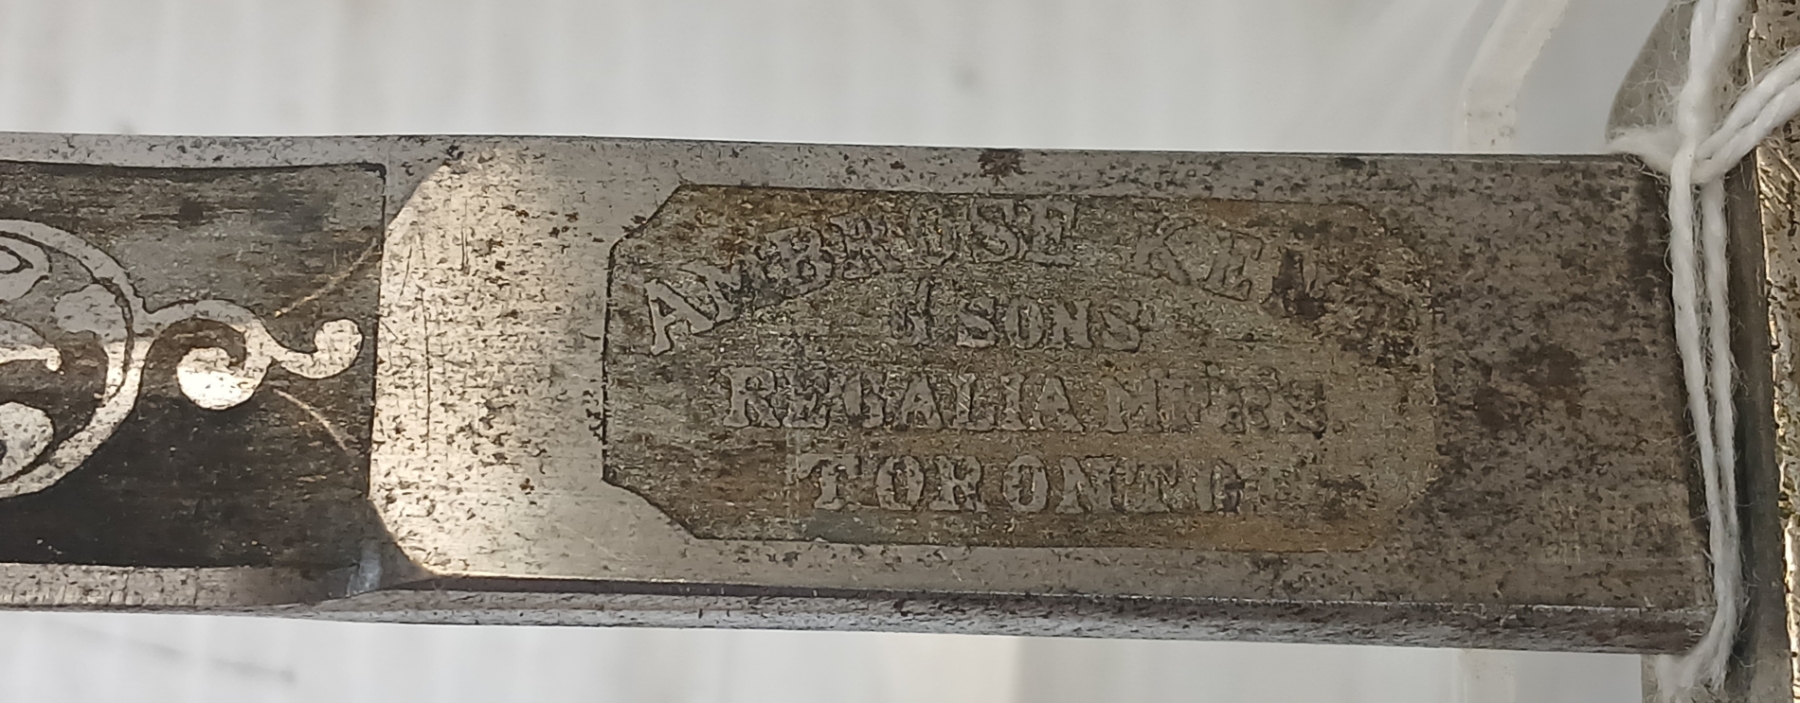 AMBROSE KENT
& SONS
REGALIA MFRS
TORONTO